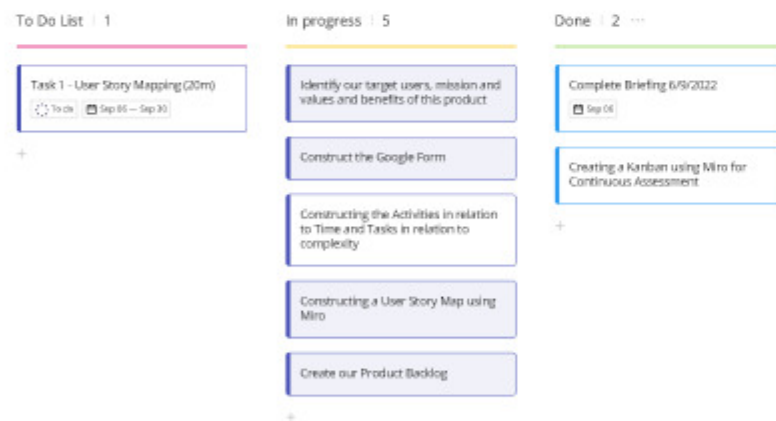 To Do List 1
Task 1 - User Story Mapping (20m)
To do Sep 06 — Sep 30
In progress 5
Identify our target users, mission and
values and benefits of this product
Construct the Google Form
Constructing the Activities in relation
to Time and Tasks in relation to
complexity
Constructing a User Story Map using
Miro
Create our Product Backlog
Done 2 ...
Complete Briefing 6/9/2022
Sep 06
Creating a Kanban using Miro for
Continuous Assessment